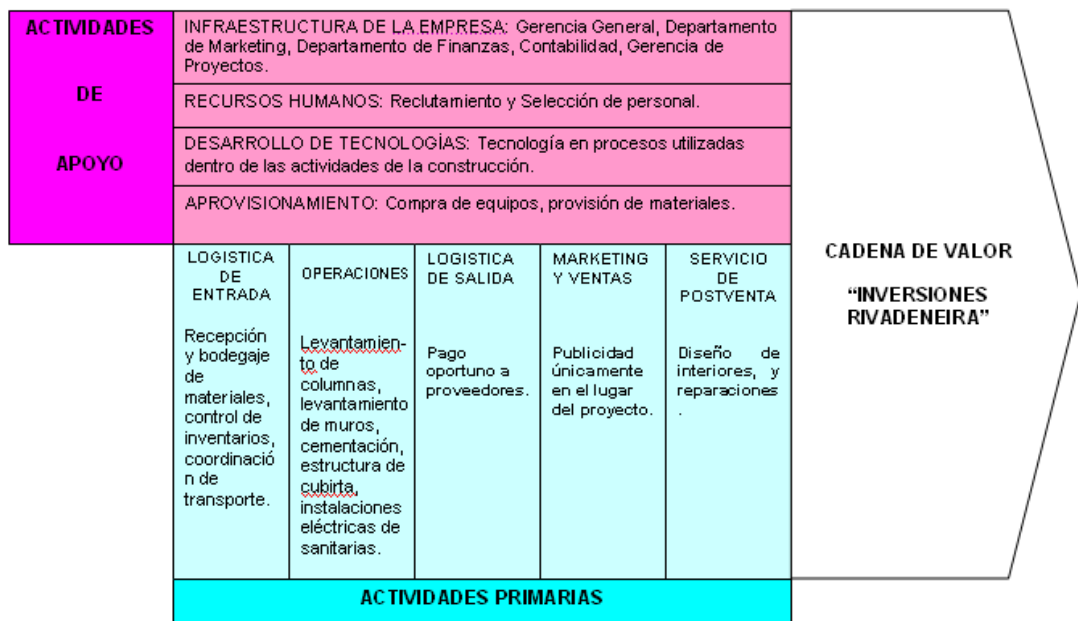 ACTIVIDADES
DE
APOYO
INFRAESTRUCTURA DE LA EMPRESA: Gerencia General, Departamento
de Marketing, Departamento de Finanzas, Contabilidad, Gerencia de
Proyectos.
RECURSOS HUMANOS: Reclutamiento y Selección de personal.
DESARROLLO DE TECNOLOGÍAS: Tecnología en procesos utilizadas
dentro de las actividades de la construcción.
APROVISIONAMIENTO: Compra de equipos, provisión de materiales.
LOGISTICA
DE
ENTRADA
Recepción
y bodegaje
de
materiales,
control de
inventarios,
coordinació
n de
transporte.
OPERACIONES
Levantamien-
to de
columnas,
levantamiento
de muros,
cementación,
estructura de
cubirta,
instalaciones
eléctricas de
sanitarias.
LOGISTICA
DE SALIDA
Pago
oportuno a
proveedores.
MARKETING
Y VENTAS
Publicidad
únicamente
en el lugar
del proyecto.
SERVICIO
DE
POSTVENTA
Diseño de
interiores, y
reparaciones
.
ACTIVIDADES PRIMARIAS
CADENA DE VALOR
“INVERSIONES
RIVADENEIRA”